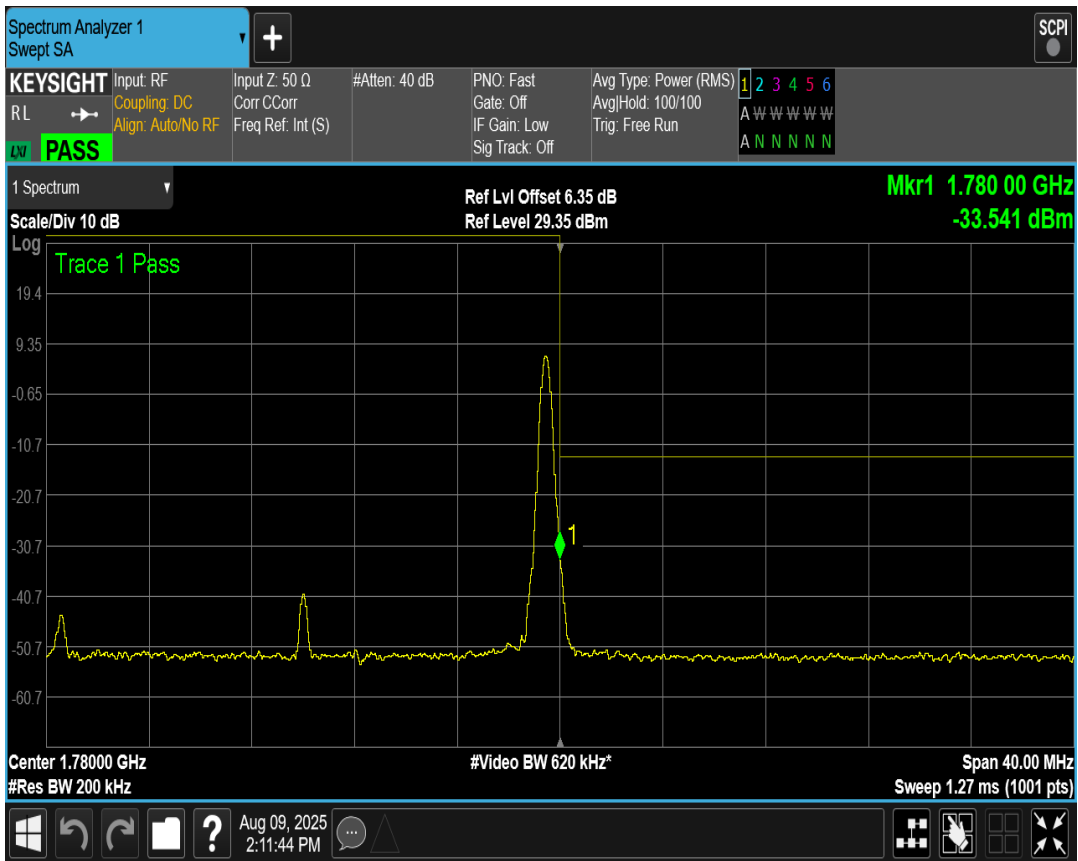 Spectrum Analyzer 1
Swept SA
+
SCPI
KEYSIGHT
RL
LXI PASS
Input: RF
Coupling: DC
Align: Auto/No RF
Input Z: 50 Ω
Corr CCorr
Freq Ref: Int (S)
#Atten: 40 dB
PNO: Fast
Gate: Off
IF Gain: Low
Sig Track: Off
Avg Type: Power (RMS)
Avg|Hold: 100/100
Trig: Free Run
1 2 3 4 5 6
A W W W W W
A N N N N N
1 Spectrum
Scale/Div 10 dB
Log
Ref Lvl Offset 6.35 dB
Ref Level 29.35 dBm
Mkr1 1.780 00 GHz
-33.541 dBm
Trace 1 Pass
19.4
9.35
-0.65
-10.7
-20.7
-30.7
-40.7
-50.7
-60.7
1
Center 1.78000 GHz
#Res BW 200 kHz
#Video BW 620 kHz*
Span 40.00 MHz
Sweep 1.27 ms (1001 pts)
?
Aug 09, 2025
2:11:44 PM